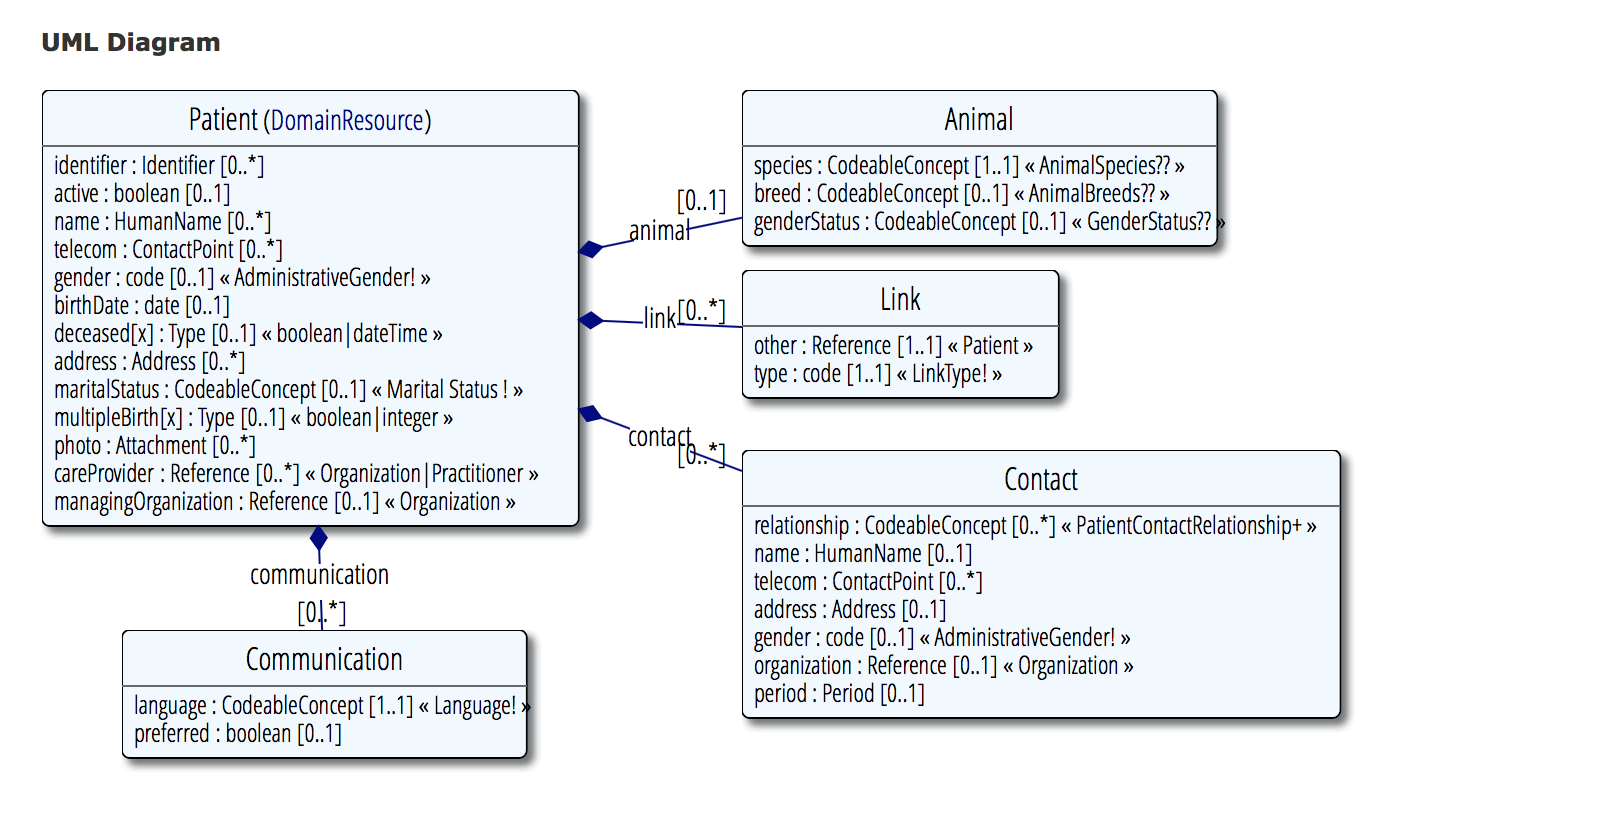 UML Diagram
Patient (DomainResource)
identifier : Identifier [0..*]
active : boolean [0..1]
name : HumanName [0..*]
telecom : ContactPoint [0..*]
gender : code [0..1] « AdministrativeGender! »
birthDate : date [0..1]
deceased[x] : Type [0..1] « boolean|dateTime »
address : Address [0..*]
maritalStatus : CodeableConcept [0..1] « Marital Status ! »
multipleBirth[x] : Type [0..1] « boolean|integer »
photo : Attachment [0..*]
careProvider : Reference [0..*] « Organization|Practitioner »
managingOrganization : Reference [0..1] « Organization »
[0..1]
animal
Animal
species : CodeableConcept [1..1] « AnimalSpecies?? »
breed : CodeableConcept [0..1] « AnimalBreeds?? »
genderStatus : CodeableConcept [0..1] « GenderStatus?? »
link
[0..*]
Link
other : Reference [1..1] « Patient »
type : code [1..1] « LinkType! »
contact
[0..*]
Contact
relationship : CodeableConcept [0..*] « PatientContactRelationship+ »
name : HumanName [0..1]
telecom : ContactPoint [0..*]
address : Address [0..1]
gender : code [0..1] « AdministrativeGender! »
organization : Reference [0..1] « Organization »
period : Period [0..1]
communication
[0..*]
Communication
language : CodeableConcept [1..1] « Language! »
preferred : boolean [0..1]